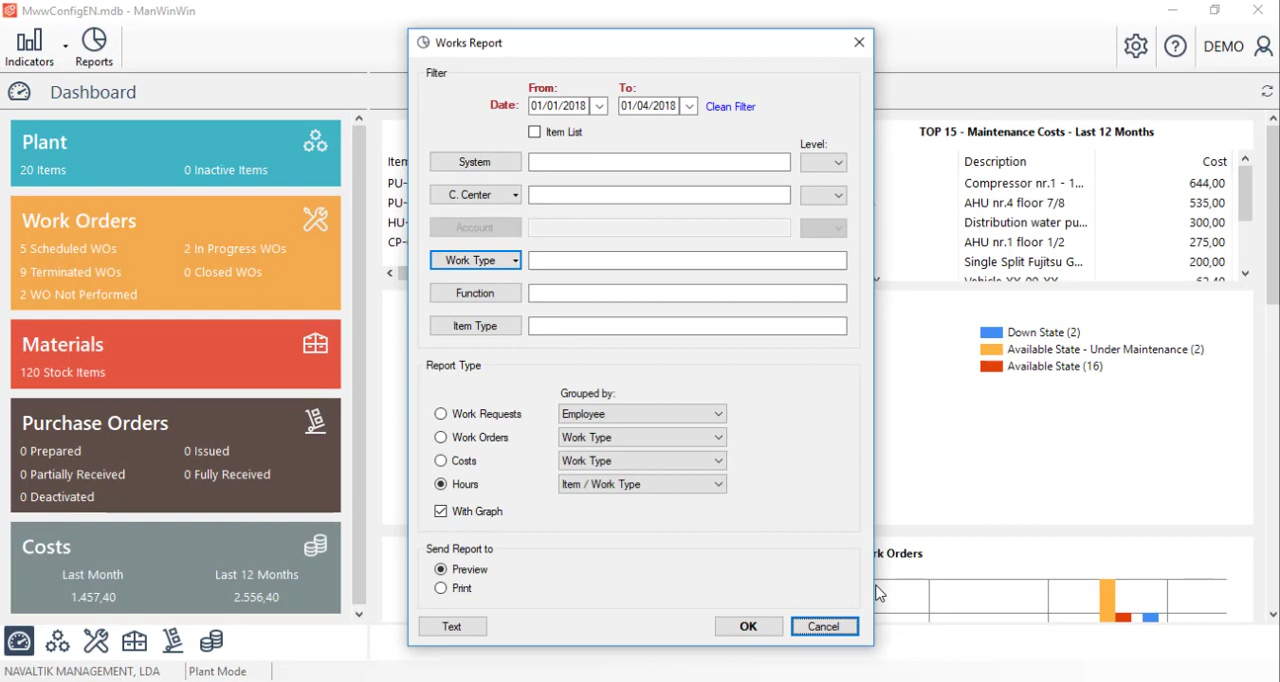 MwwConfigEN.mdb - ManWinWin
Indicators
Reports
DEMO
Dashboard
Plant
20 Items 0 Inactive Items
Work Orders
5 Scheduled WOs 2 In Progress WOs
9 Terminated WOs 0 Closed WOs
2 WO Not Performed
Materials
120 Stock Items
Purchase Orders
0 Prepared 0 Issued
0 Partially Received 0 Fully Received
0 Deactivated
Costs
Last Month Last 12 Months
1.457,40 2.556,40
Works Report
Filter
From: To:
Date: 01/01/2018 01/04/2018 Clean Filter
Item List
Level:
System
C. Center
Account
Work Type
Function
Item Type
Report Type
Grouped by:
Work Requests Employee
Work Orders Work Type
Costs Work Type
Hours Item / Work Type
With Graph
Send Report to
Preview
Print
Text OK Cancel
TOP 15 - Maintenance Costs - Last 12 Months
Description Cost
Compressor nr.1 - 1... 644,00
AHU nr.4 floor 7/8 535,00
Distribution water pu... 300,00
AHU nr.1 floor 1/2 275,00
Single Split Fujitsu G... 200,00
Down State (2)
Available State - Under Maintenance (2)
Available State (16)
rk Orders
NAVALTIK MANAGEMENT, LDA Plant Mode